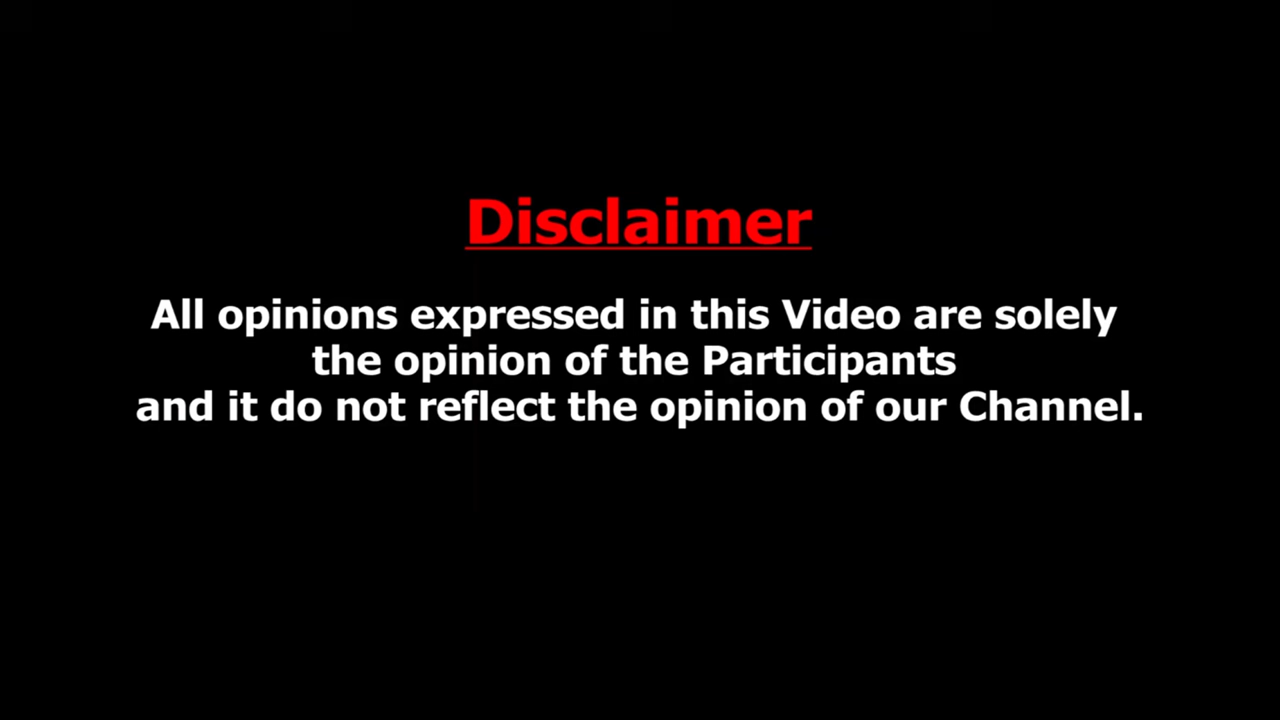 Disclaimer
All opinions expressed in this Video are solely
the opinion of the Participants
and it do not reflect the opinion of our Channel.